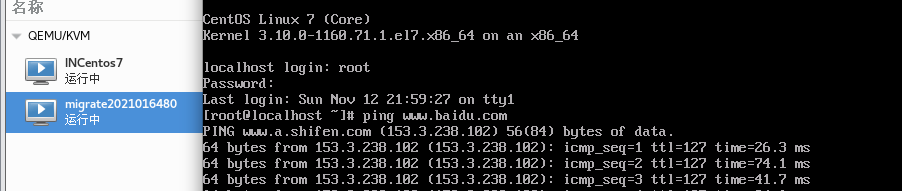 名称
QEMU/KVM
INCentos7
运行中
migrate2021016480
运行中
CentOS Linux 7 (Core)
Kernel 3.10.0-1160.71.1.el7.x86_64 on an x86_64
localhost login: root
Password:
Last login: Sun Nov 12 21:59:27 on tty1
[root@localhost ~]# ping www.baidu.com
PING www.a.shifen.com (153.3.238.102) 56(84) bytes of data.
64 bytes from 153.3.238.102 (153.3.238.102): icmp_seq=1 ttl=127 time=26.3 ms
64 bytes from 153.3.238.102 (153.3.238.102): icmp_seq=2 ttl=127 time=74.1 ms
64 bytes from 153.3.238.102 (153.3.238.102): icmp_seq=3 ttl=127 time=41.7 ms